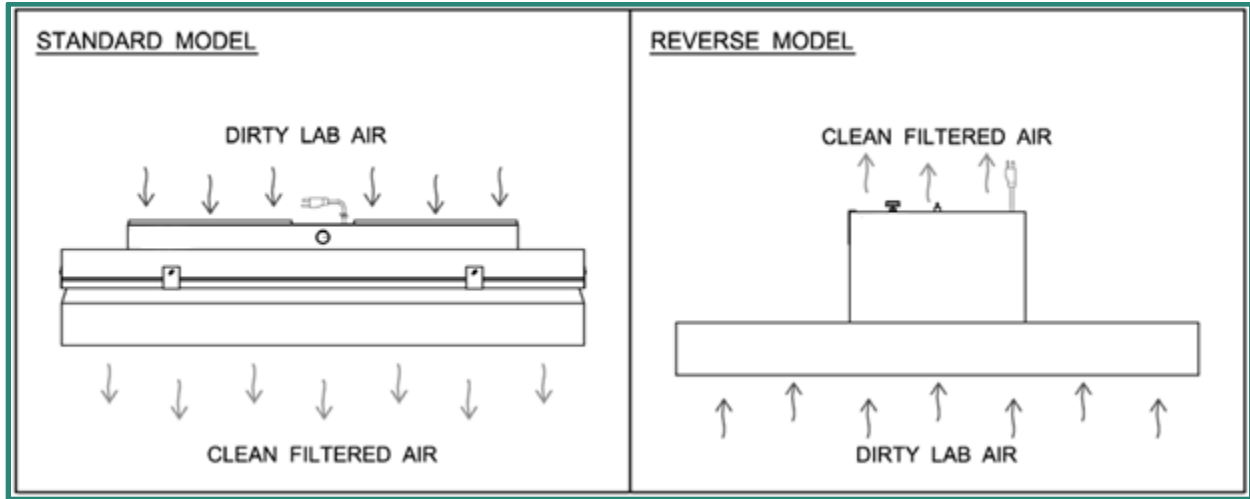 STANDARD MODEL
DIRTY LAB AIR
CLEAN FILTERED AIR
REVERSE MODEL
CLEAN FILTERED AIR
DIRTY LAB AIR